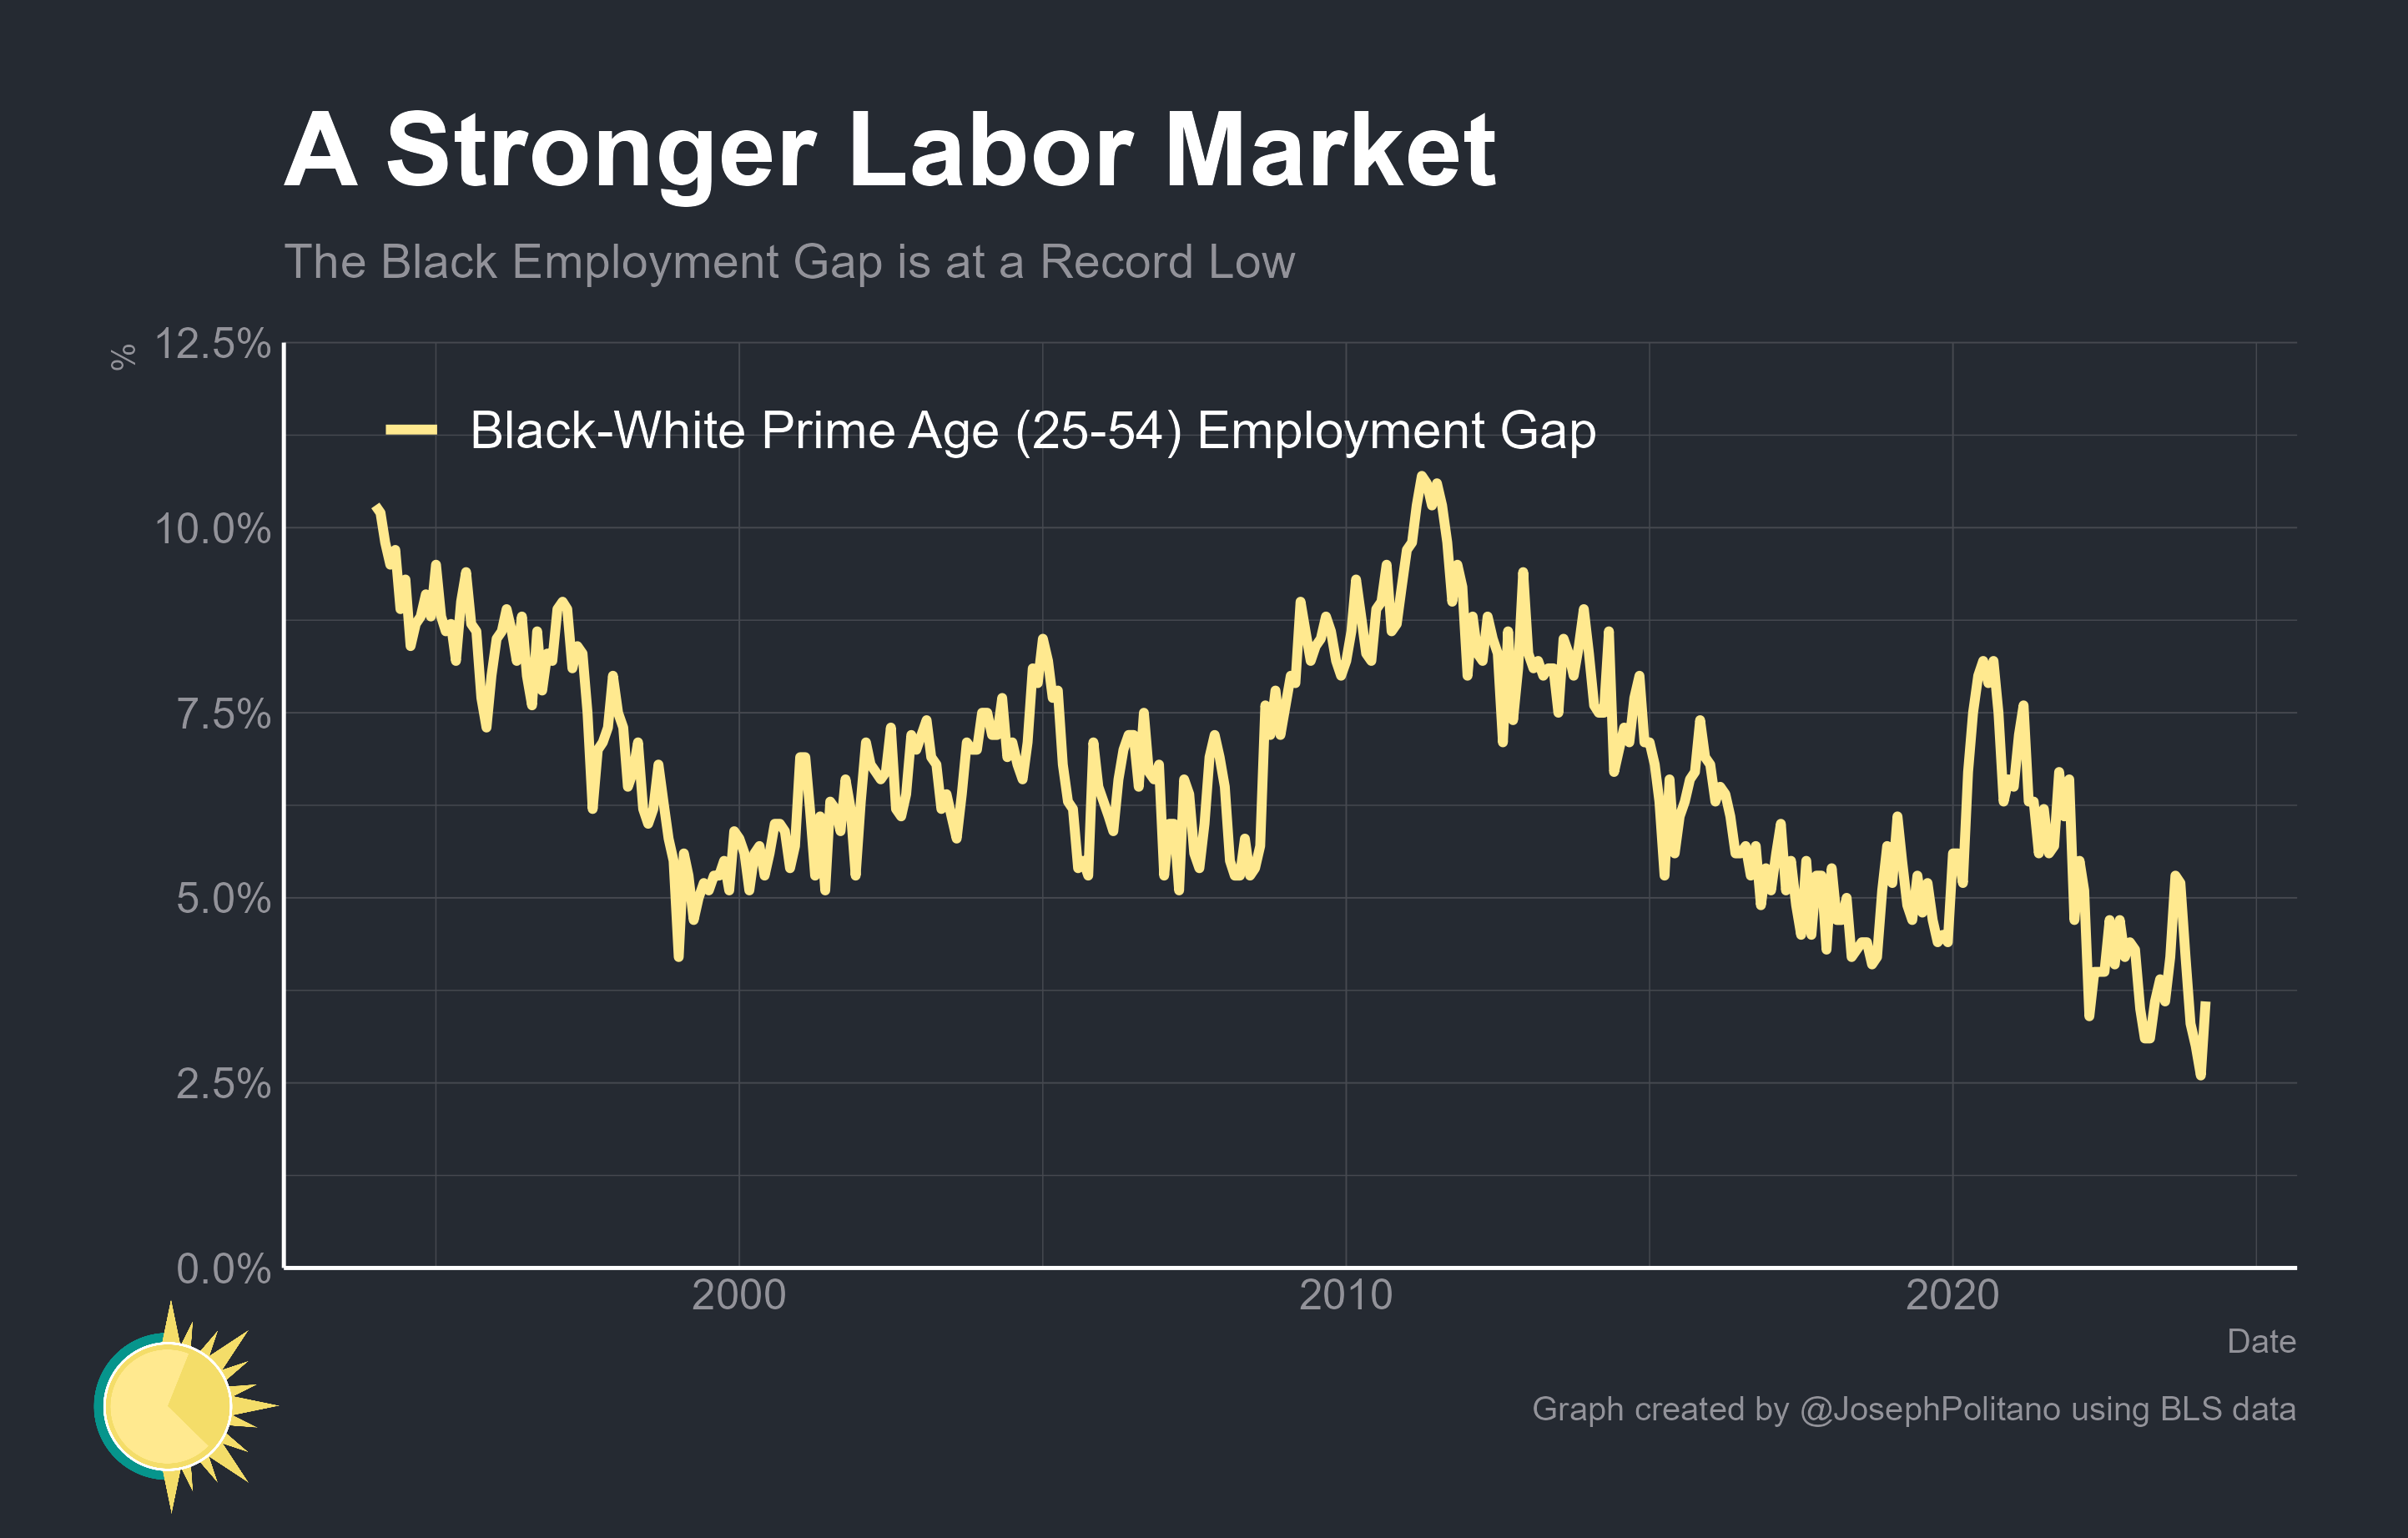 A Stronger Labor Market
The Black Employment Gap is at a Record Low
%
12.5%
Black-White Prime Age (25-54) Employment Gap
10.0%
7.5%
5.0%
2.5%
0.0%
2000 2010 2020
Date
Graph created by @JosephPolitano using BLS data